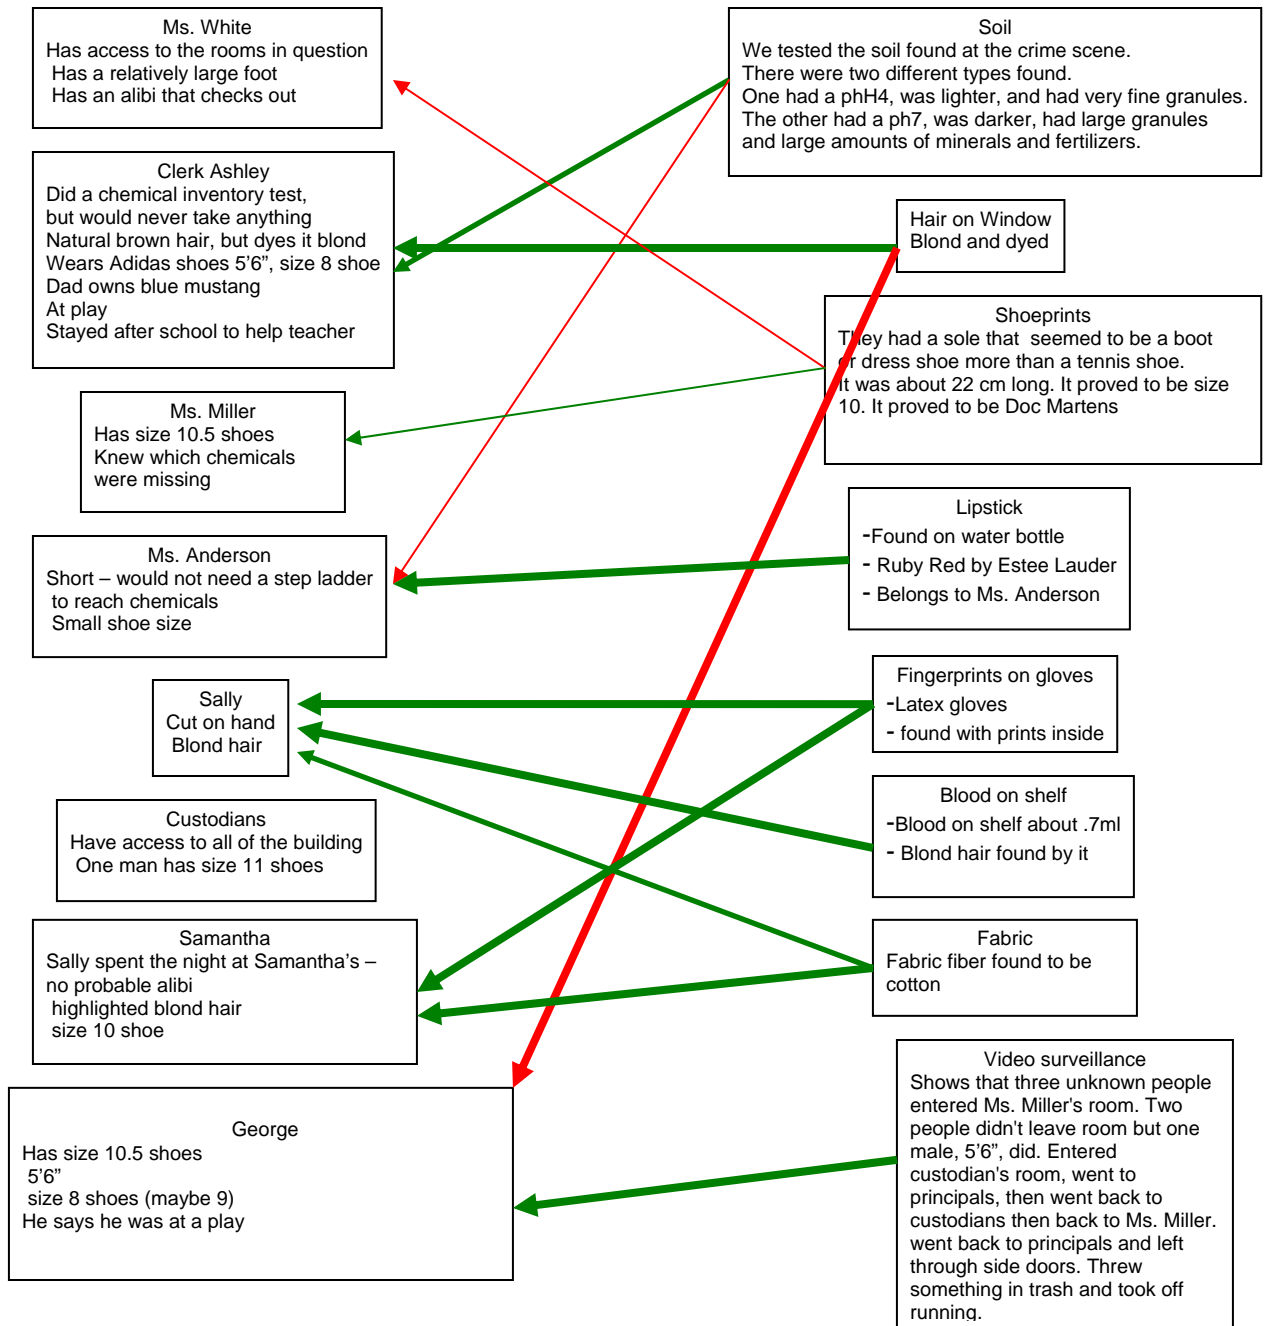 Ms. White
Has access to the rooms in question
Has a relatively large foot
Has an alibi that checks out
Clerk Ashley
Did a chemical inventory test,
but would never take anything
Natural brown hair, but dyes it blond
Wears Adidas shoes 5’6”, size 8 shoe
Dad owns blue mustang
At play
Stayed after school to help teacher
Ms. Miller
Has size 10.5 shoes
Knew which chemicals
were missing
Ms. Anderson
Short – would not need a step ladder
to reach chemicals
Small shoe size
Sally
Cut on hand
Blond hair
Custodians
Have access to all of the building
One man has size 11 shoes
Samantha
Sally spent the night at Samantha’s –
no probable alibi
highlighted blond hair
size 10 shoe
George
Has size 10.5 shoes
5’6”
size 8 shoes (maybe 9)
He says he was at a play
Soil
We tested the soil found at the crime scene.
There were two different types found.
One had a phH4, was lighter, and had very fine granules.
The other had a ph7, was darker, had large granules
and large amounts of minerals and fertilizers.
Hair on Window
Blond and dyed
Shoeprints
They had a sole that seemed to be a boot
or dress shoe more than a tennis shoe.
It was about 22 cm long. It proved to be size
10. It proved to be Doc Martens
Lipstick
-Found on water bottle
- Ruby Red by Estee Lauder
- Belongs to Ms. Anderson
Fingerprints on gloves
-Latex gloves
- found with prints inside
Blood on shelf
-Blood on shelf about .7ml
- Blond hair found by it
Fabric
Fabric fiber found to be
cotton
Video surveillance
Shows that three unknown people
entered Ms. Miller's room. Two
people didn't leave room but one
male, 5'6”, did. Entered
custodian's room, went to
principals, then went back to
custodians then back to Ms. Miller.
went back to principals and left
through side doors. Threw
something in trash and took off
running.